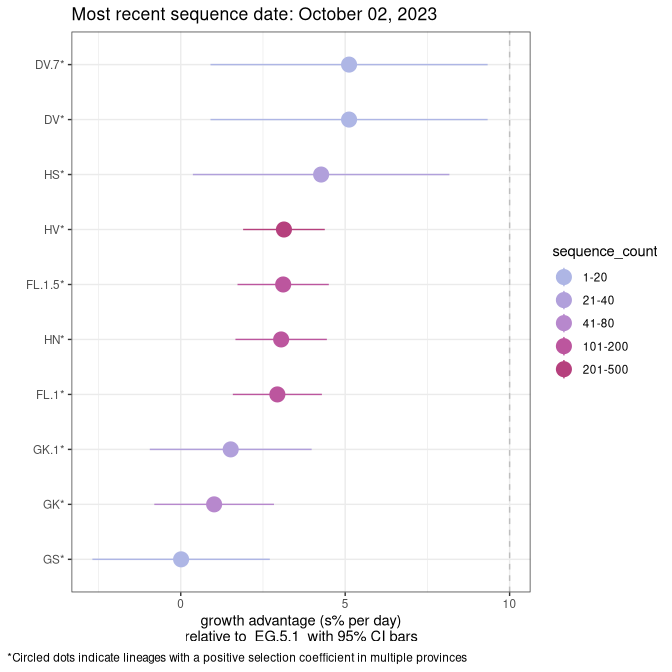 Most recent sequence date: October 02, 2023
DV.7*
DV*
HS*
HV*
FL.1.5*
HN*
FL.1*
GK.1*
GK*
GS*
0 5 10
growth advantage (s% per day)
relative to EG.5.1 with 95% CI bars
sequence_count
1-20
21-40
41-80
101-200
201-500
*Circled dots indicate lineages with a positive selection coefficient in multiple provinces